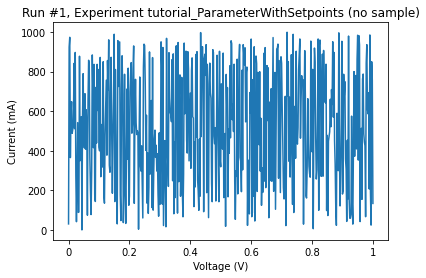 Run #1, Experiment tutorial_ParameterWithSetpoints (no sample)
1000
800
600
400
200
0
Current (mA)
0 0.2 0.4 0.6 0.8 1
Voltage (V)